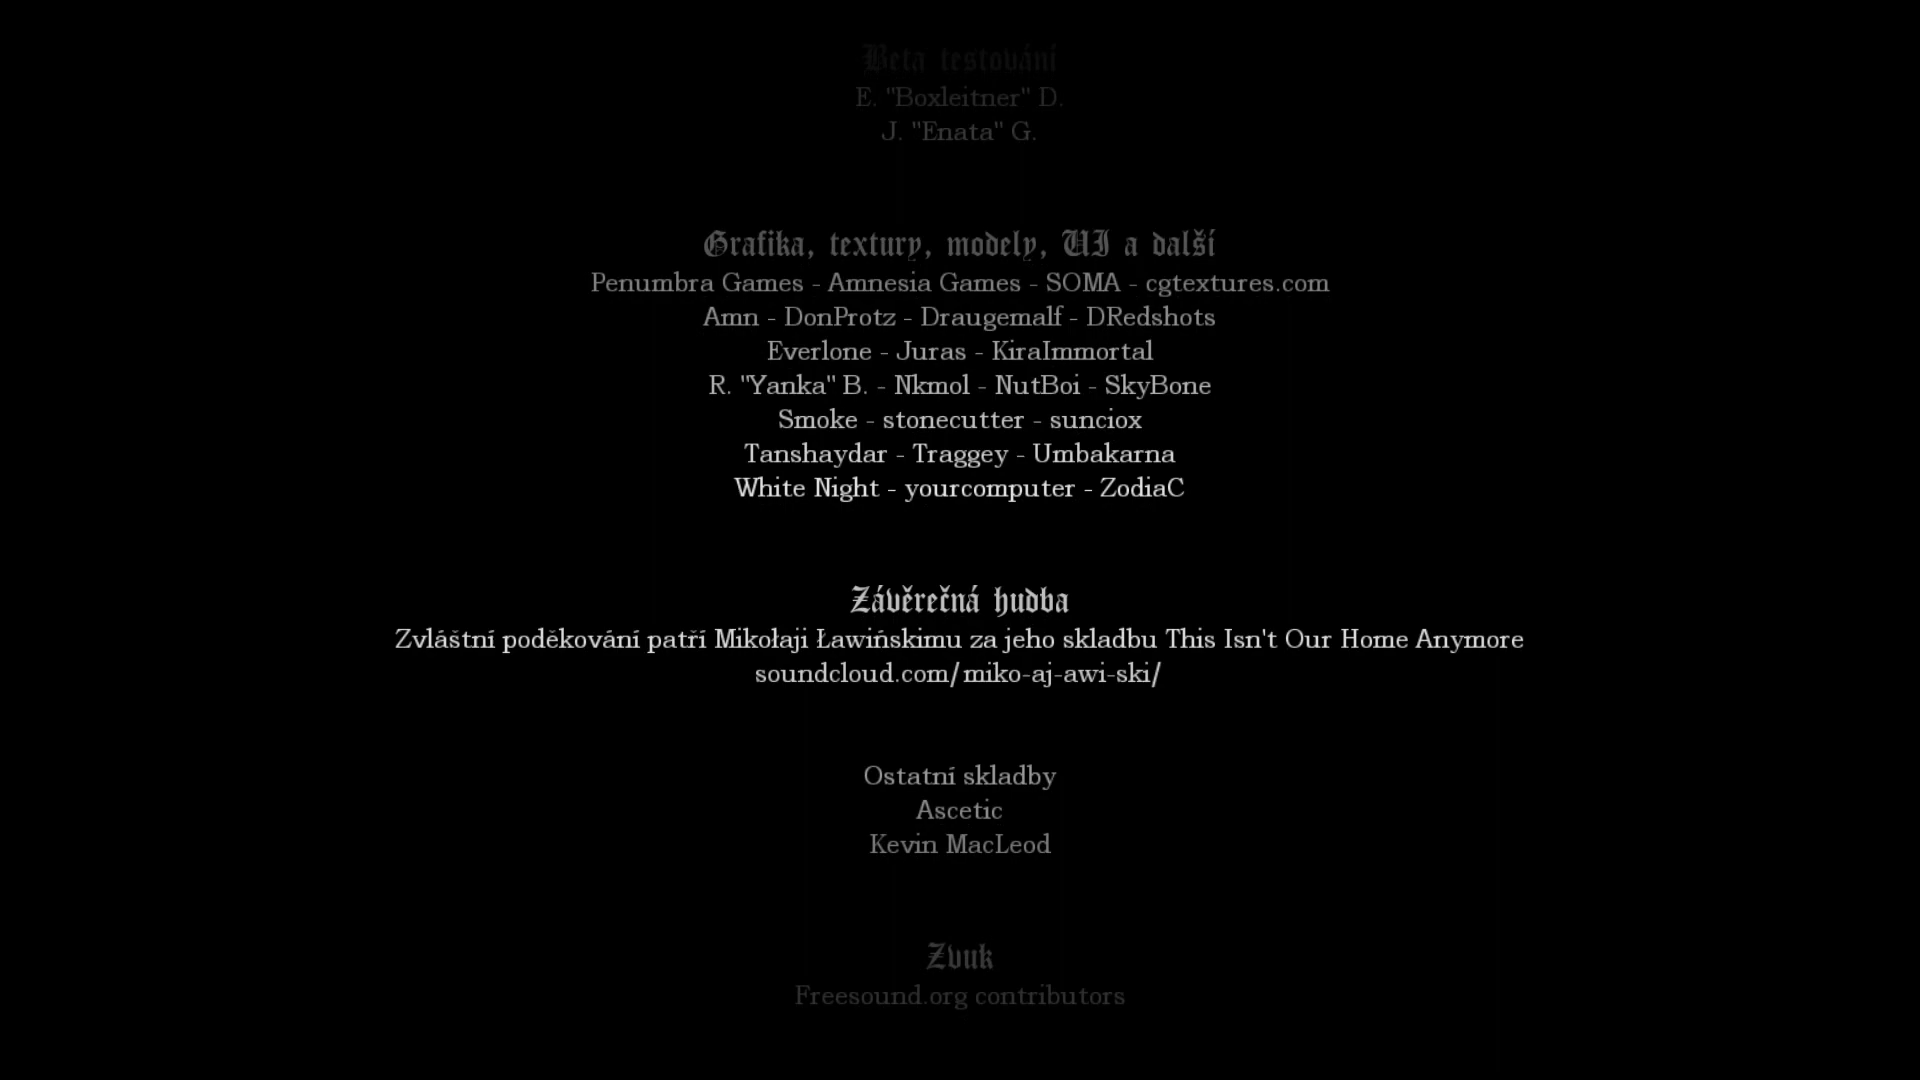 Beta testování
E. "Boxleitner" D.
J. "Enata" G.
Grafika, textury, modely, UI a další
Penumbra Games - Amnesia Games - SOMA - cgtextures.com
Amn - DonProtz - Draugemalf - DRedshots
Everlone - Juras - KiraImmortal
R. "Yanka" B. - Nkmol - NutBoi - SkyBone
Smoke - stonecutter - sunciox
Tanshaydar - Traggey - Umbakarna
White Night - yourcomputer - ZodiaC
Závěrečná hudba
Zvláštní poděkování patří Mikołaji Ławińskimu za jeho skladbu This Isn't Our Home Anymore
soundcloud.com/miko-aj-awi-ski/
Ostatní skladby
Ascetic
Kevin MacLeod
Zvuk
Freesound.org contributors